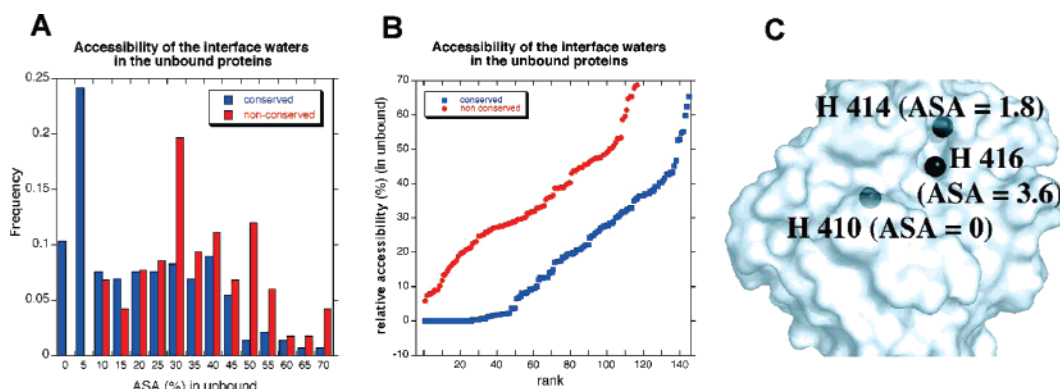 A
Accessibility of the interface waters
in the unbound proteins
0.25
0.2
0.15
0.1
0.05
0
Frequency
conserved
non-conserved
0 5 10 15 20 25 30 35 40 45 50 55 60 65 70
ASA (%) in unbound
B
Accessibility of the interface waters
in the unbound proteins
70
60
50
40
30
20
10
0
-10
relative accessibility (%) (in unbound)
conserved
non conserved
20 40 60 80 100 120 140
rank
C
H 414 (ASA = 1.8)
H 416
(ASA = 3.6)
H 410 (ASA = 0)